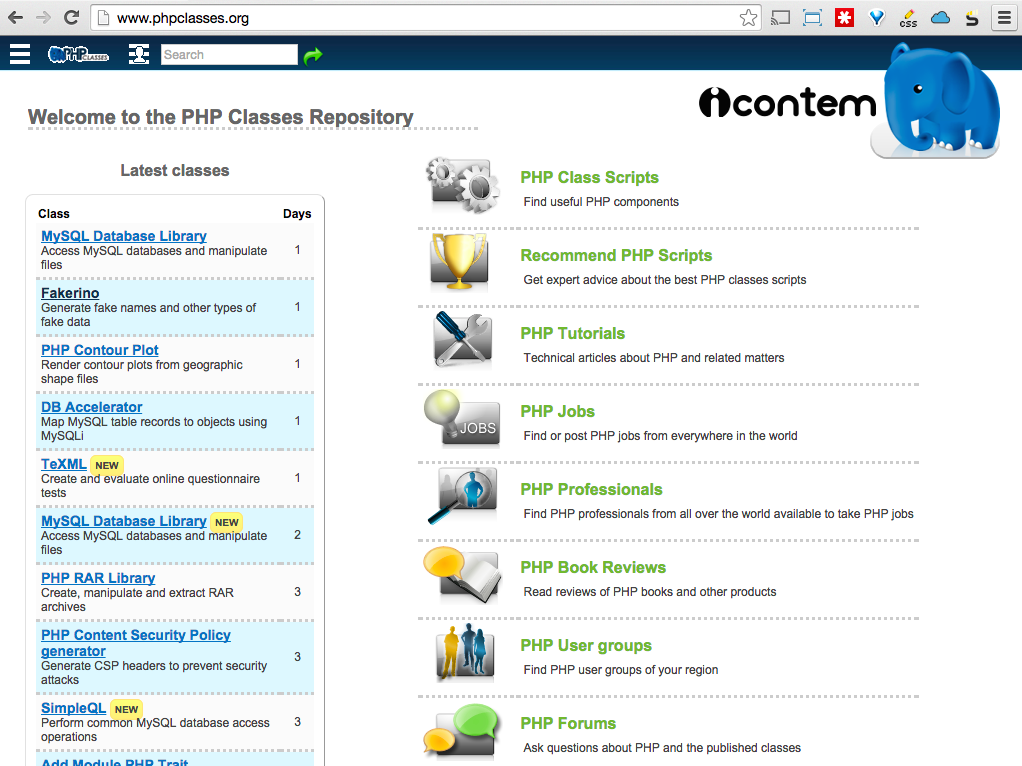 www.phpclasses.org
css
PHP CLASSES
Search
icontem
Welcome to the PHP Classes Repository
Latest classes
Class Days
MySQL Database Library
Access MySQL databases and manipulate
files
1
Fakerino
Generate fake names and other types of
fake data
1
PHP Contour Plot
Render contour plots from geographic
shape files
1
DB Accelerator
Map MySQL table records to objects using
MySQLi
1
TeXML NEW
Create and evaluate online questionnaire
tests
1
MySQL Database Library NEW
Access MySQL databases and manipulate
files
2
PHP RAR Library
Create, manipulate and extract RAR
archives
3
PHP Content Security Policy
generator
Generate CSP headers to prevent security
attacks
3
SimpleQL NEW
Perform common MySQL database access
operations
3
Add Module PHP Trait
PHP Class Scripts
Find useful PHP components
Recommend PHP Scripts
Get expert advice about the best PHP classes scripts
PHP Tutorials
Technical articles about PHP and related matters
JOBS
PHP Jobs
Find or post PHP jobs from everywhere in the world
PHP Professionals
Find PHP professionals from all over the world available to take PHP jobs
PHP Book Reviews
Read reviews of PHP books and other products
PHP User groups
Find PHP user groups of your region
PHP Forums
Ask questions about PHP and the published classes